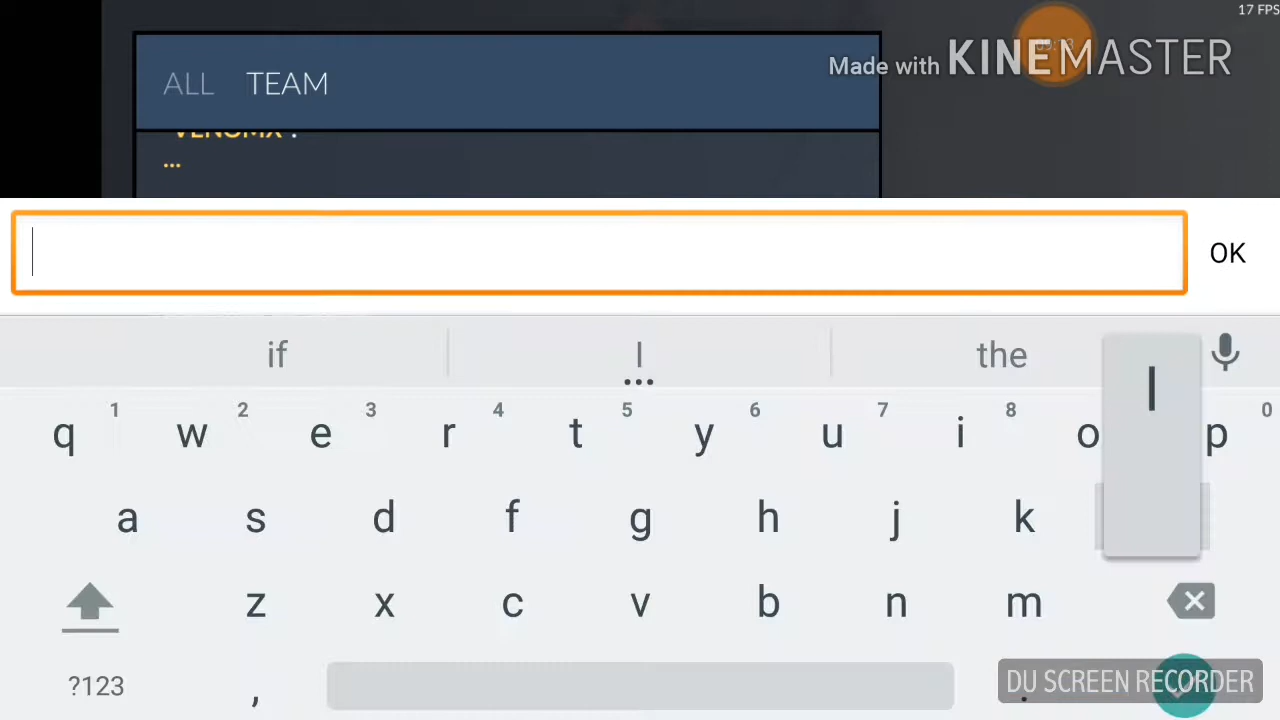 17 FPS
Made with KINEMASTER
ALL TEAM
VENOMX :
...
OK
if I the
l
1 2 3 4 5 6 7 8 0
q w e r t y u i o p
a s d f g h j k
z x c v b n m
?123 , .
DU SCREEN RECORDER